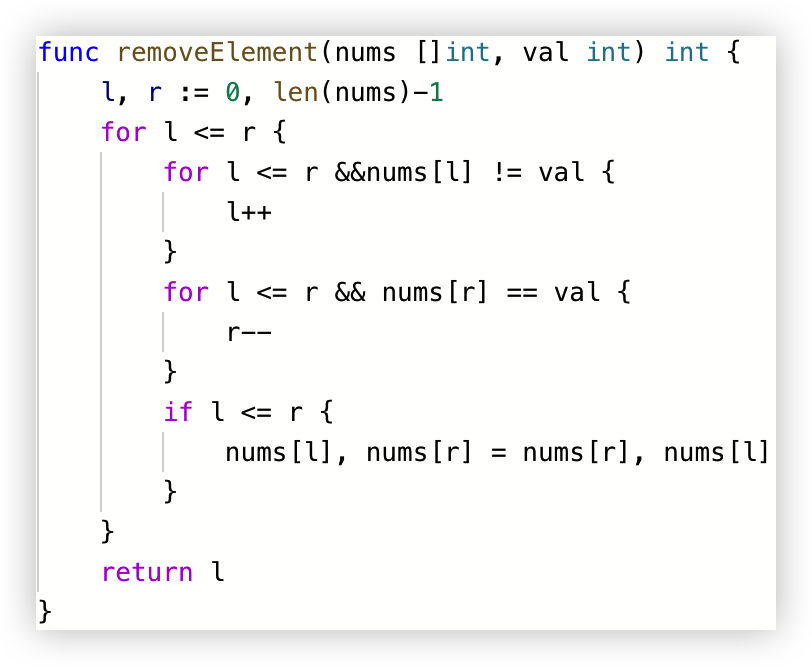 func removeElement(nums []int, val int) int {
    l, r := 0, len(nums)-1
    for l <= r {
        for l <= r &&nums[l] != val {
            l++
        }
        for l <= r && nums[r] == val {
            r--
        }
        if l <= r {
            nums[l], nums[r] = nums[r], nums[l]
        }
    }
    return l
}